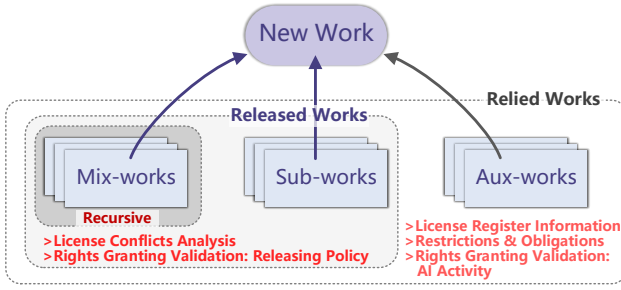 New Work
Relied Works
Released Works
Mix-works
Sub-works
Aux-works
Recursive
>License Conflicts Analysis
>Rights Granting Validation: Releasing Policy
>License Register Information
>Restrictions & Obligations
>Rights Granting Validation:
AI Activity